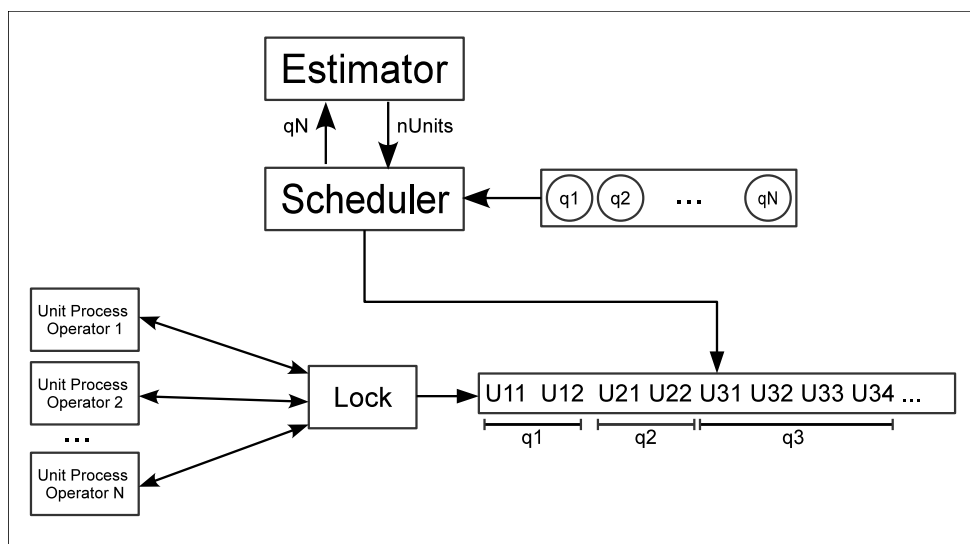 Estimator
qN
nUnits
Scheduler
q1 q2 ... qN
Unit Process
Operator 1
Unit Process
Operator 2
...
Unit Process
Operator N
Lock
U11 U12 U21 U22 U31 U32 U33 U34 ...
q1 q2 q3